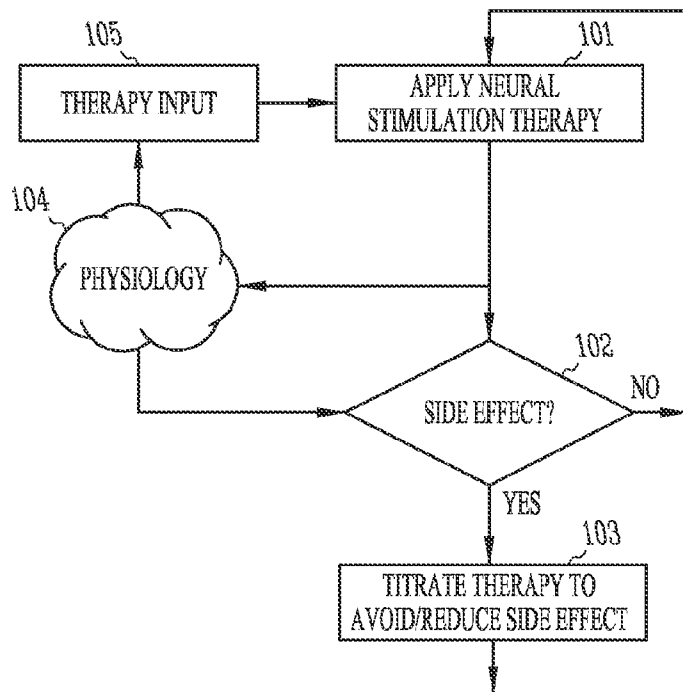 105
THERAPY INPUT
101
APPLY NEURAL
STIMULATION THERAPY
104
PHYSIOLOGY
102
SIDE EFFECT?
NO
YES
103
TITRATE THERAPY TO
AVOID/REDUCE SIDE EFFECT